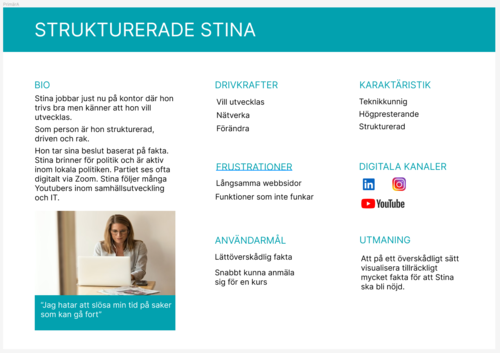 Persona
STRUKTURERADE STINA
BIO
Stina jobbar just nu på kontor där hon
trivs bra men känner att hon vill
utvecklas.
Som person är hon strukturerad,
driven och rak.
Hon tar sina beslut baserat på fakta.
Stina brinner för politik och är aktiv
inom lokala politiken. Partiet ses ofta
digitalt via Zoom. Stina följer många
Youtubers inom samhällsutveckling
och IT.
"Jag hatar att slösa min tid på saker
som kan gå fort"
DRIVKRAFTER
Vill utvecklas
Nätverka
Förändra
FRUSTRATIONER
Långsamma webbsidor
Funktioner som inte funkar
ANVÄNDARMÅL
Lättöverskådlig fakta
Snabbt kunna anmäla
sig för en kurs
KARAKTÄRISTIK
Teknikkunnig
Högpresterande
Strukturerad
DIGITALA KANALER
in
YouTube
UTMANING
Att på ett överskådligt sätt
visualisera tillräckligt
mycket fakta för att Stina
ska bli nöjd.